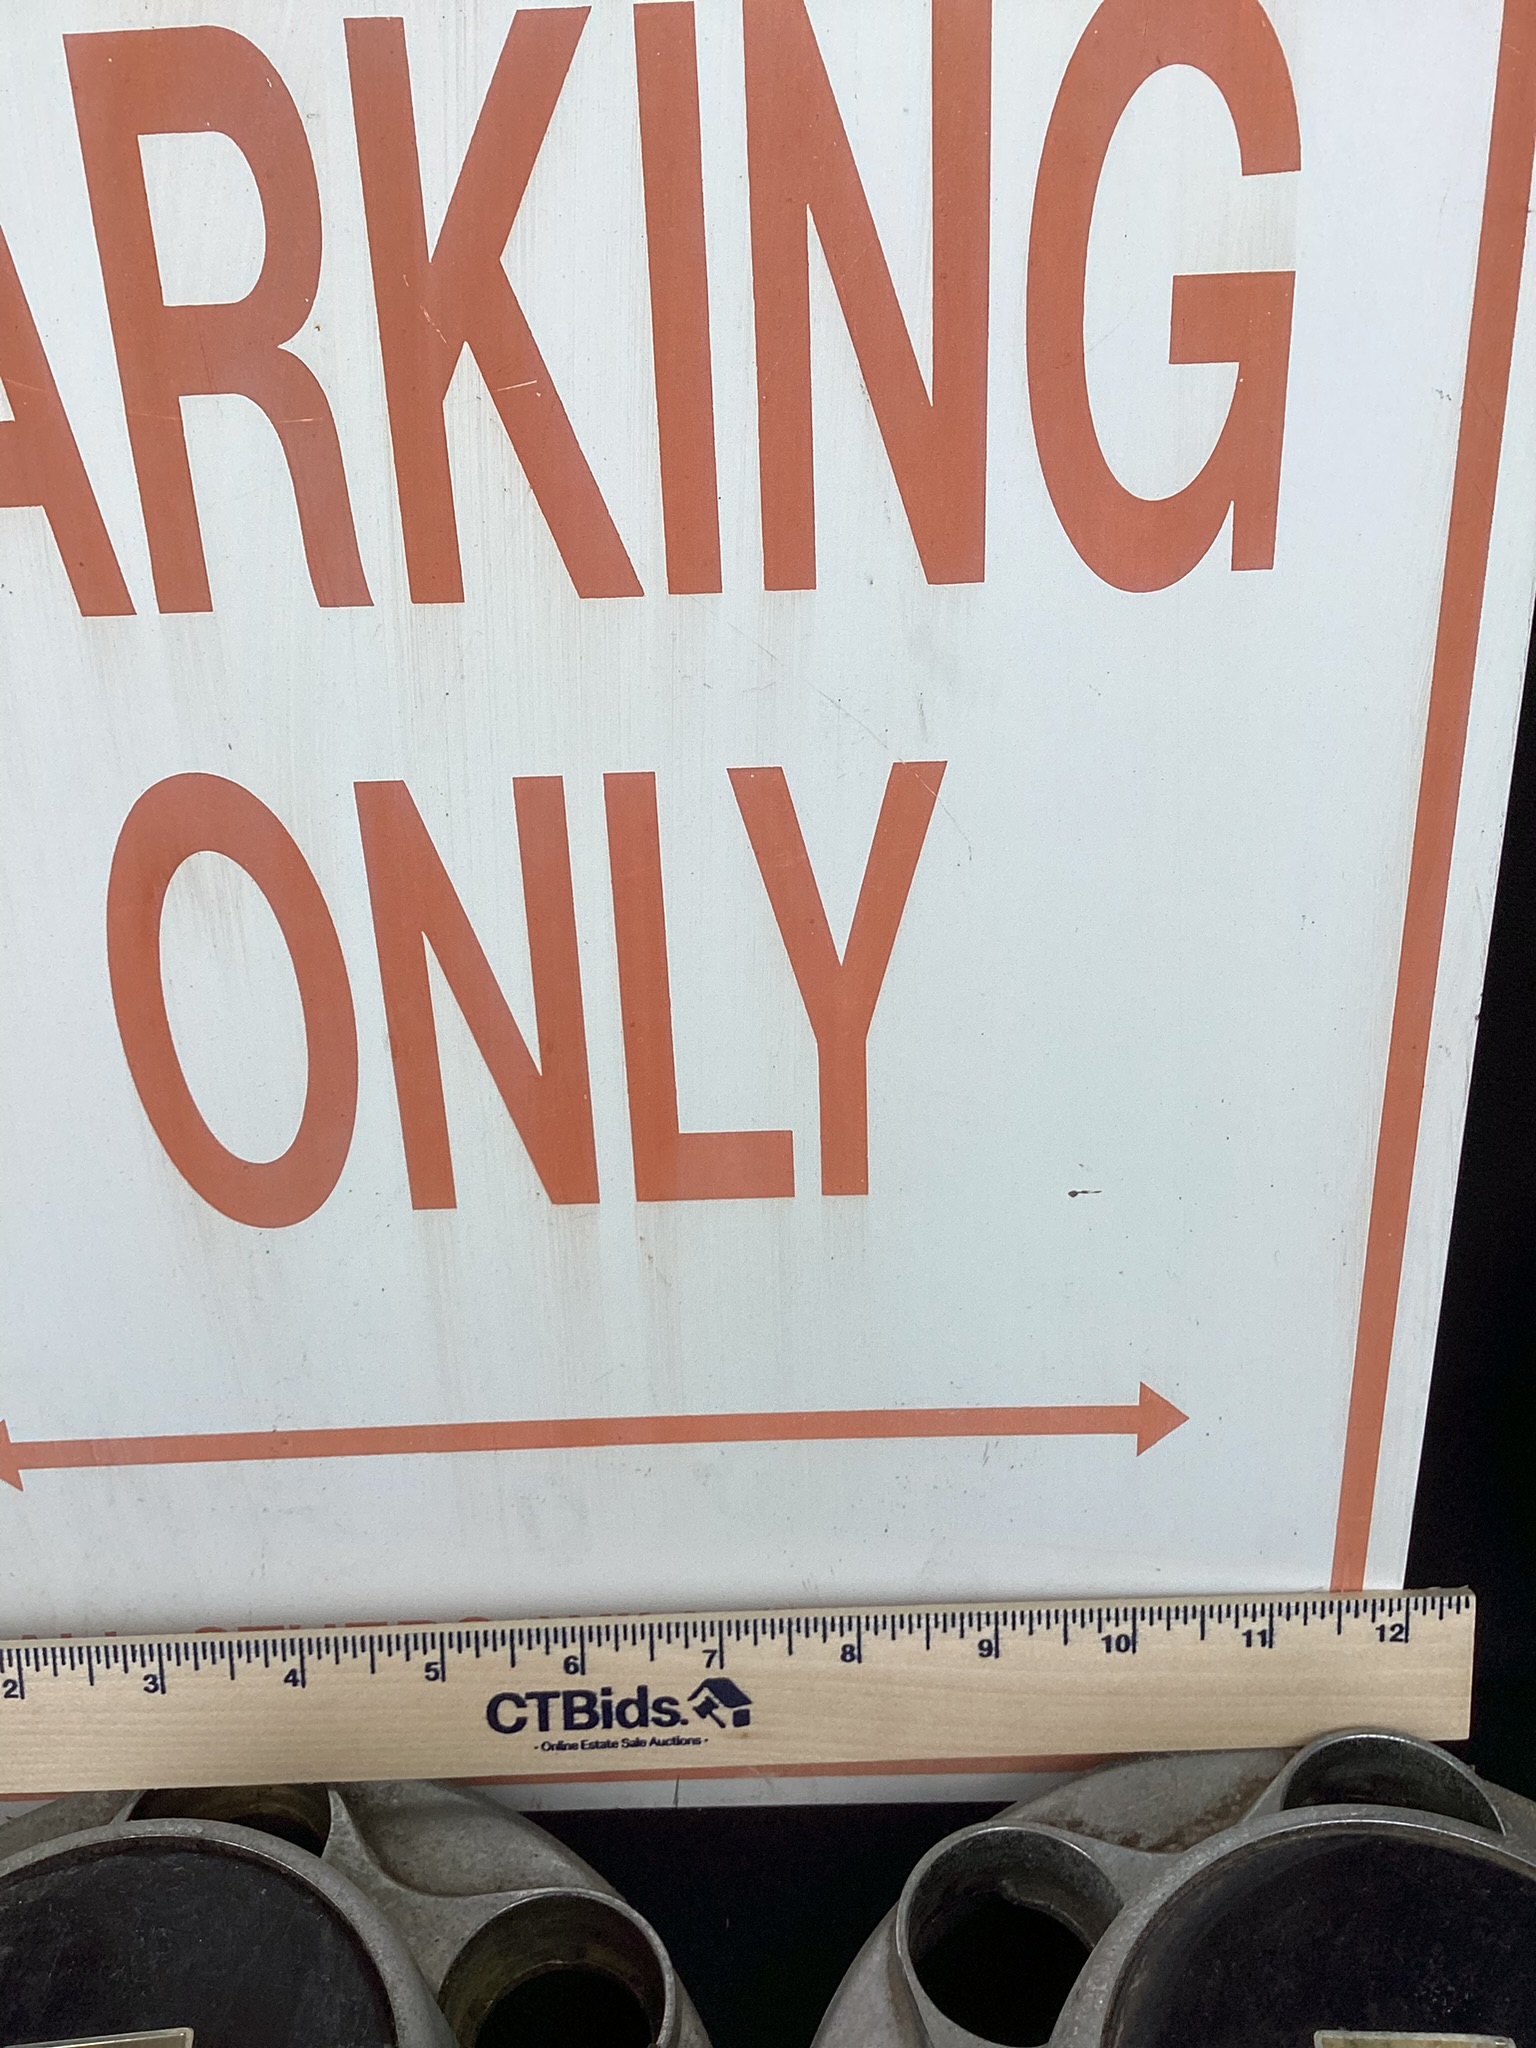 ARKING
ONLY
2 3 4 5 6 7 8 9 10 11 12
CTBids.
- Online Estate Sale Auctions -